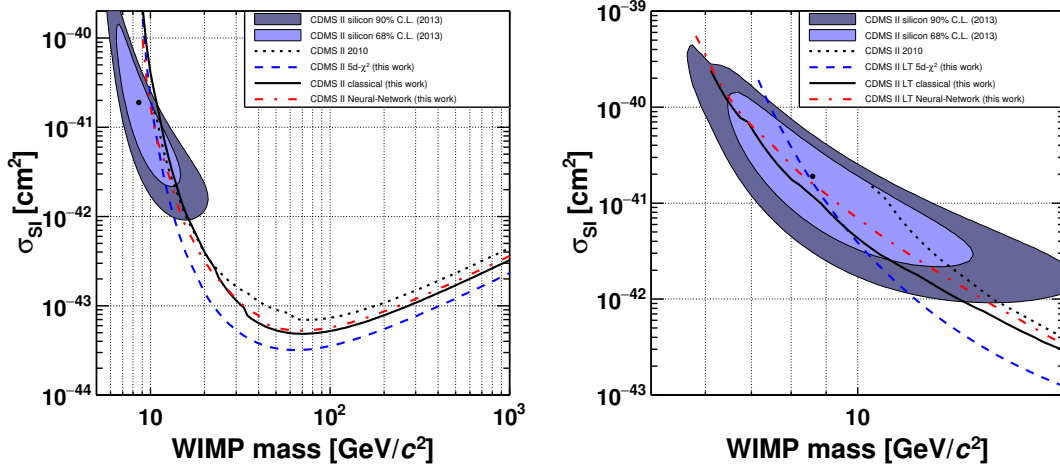 CDMS II silicon 90% C.L. (2013)
CDMS II silicon 68% C.L. (2013)
CDMS II 2010
CDMS II 5d-χ² (this work)
CDMS II classical (this work)
CDMS II Neural-Network (this work)
10⁻⁴⁰
10⁻⁴¹
10⁻⁴²
10⁻⁴³
10⁻⁴⁴
σSI [cm²]
10
10²
10³
WIMP mass [GeV/c²]
CDMS II silicon 90% C.L. (2013)
CDMS II silicon 68% C.L. (2013)
CDMS II 2010
CDMS II LT 5d-χ² (this work)
CDMS II LT classical (this work)
CDMS II LT Neural-Network (this work)
10⁻³⁹
10⁻⁴⁰
10⁻⁴¹
10⁻⁴²
10⁻⁴³
σSI [cm²]
10
WIMP mass [GeV/c²]